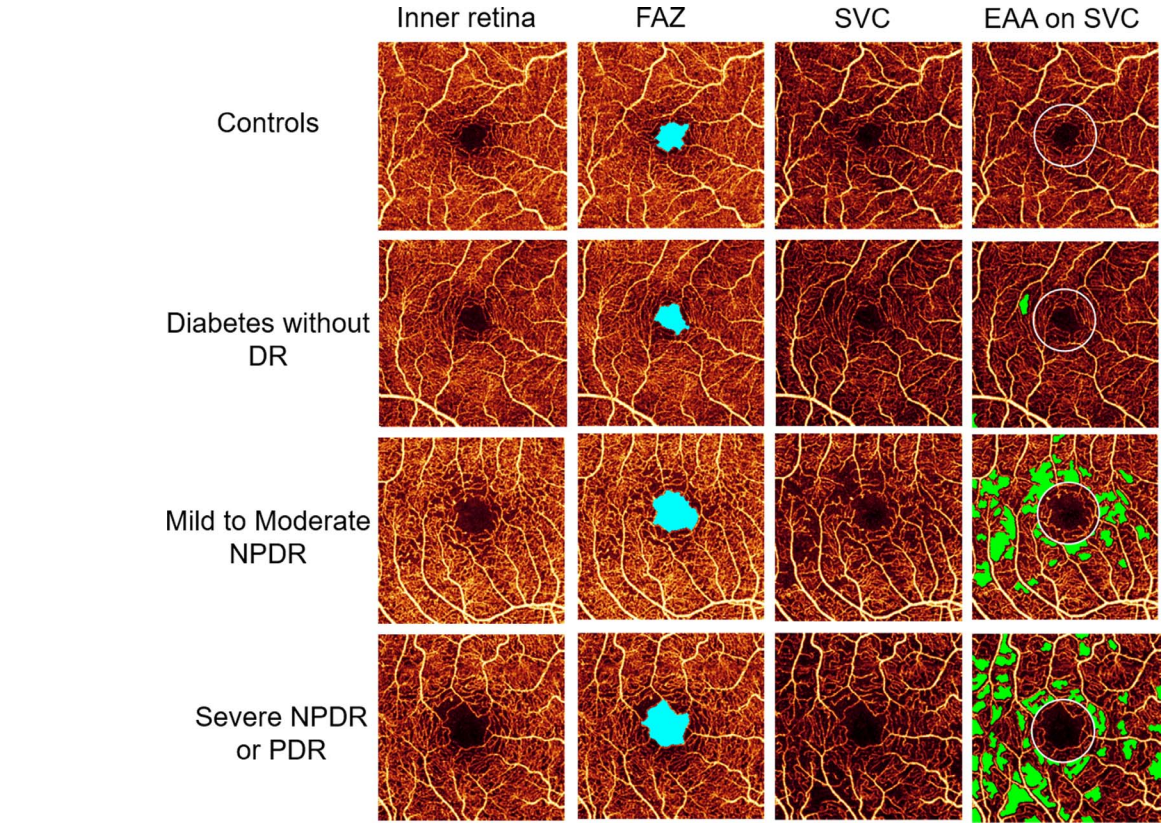 Inner retina FAZ SVC EAA on SVC
Controls
Diabetes without
DR
Mild to Moderate
NPDR
Severe NPDR
or PDR